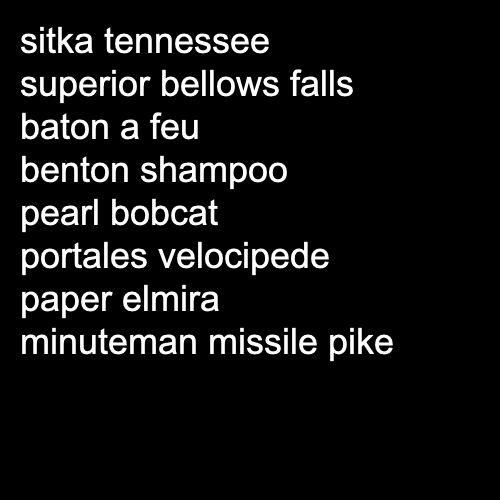 sitka tennessee
superior bellows falls
baton a feu
benton shampoo
pearl bobcat
portales velocipede
paper elmira
minuteman missile pike